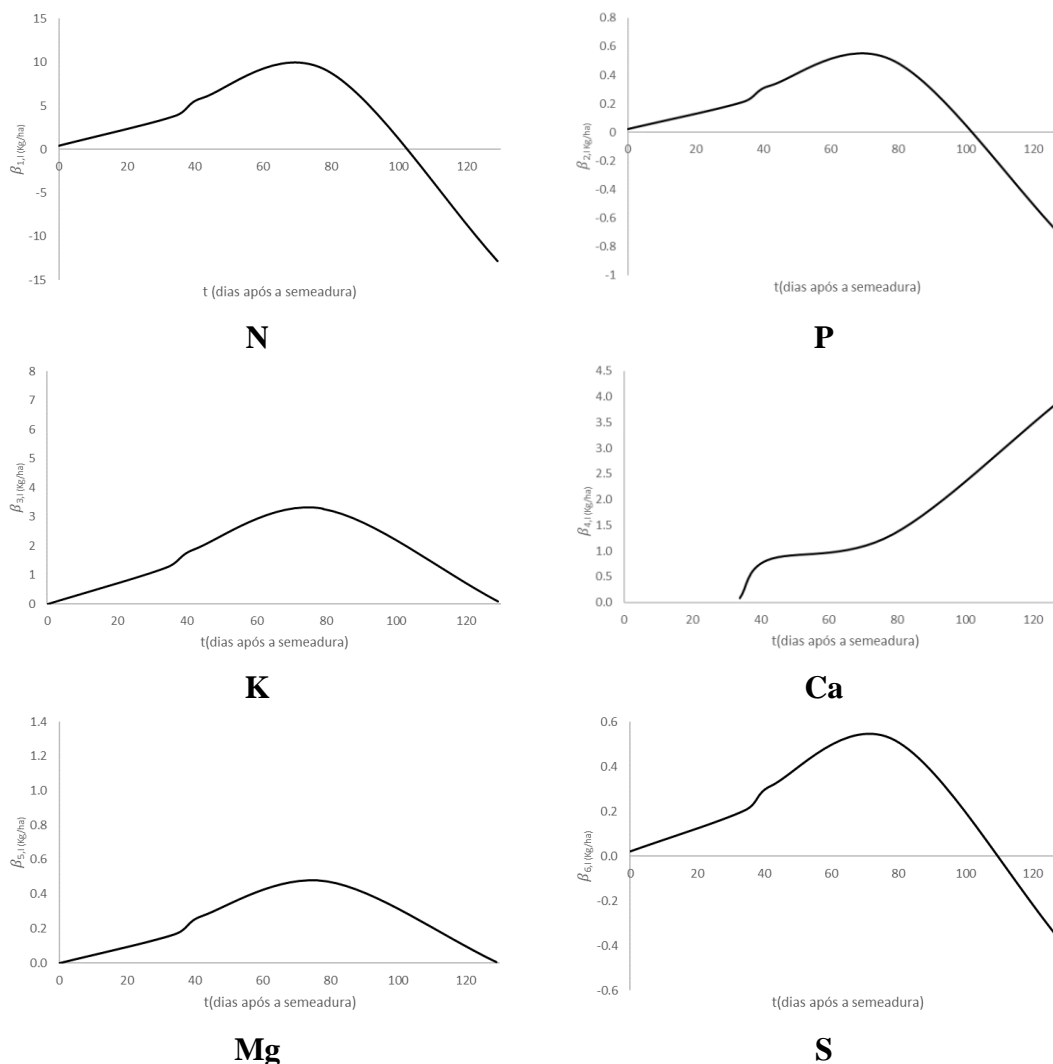 15
10
5
0
-5
-10
-15
0 20 40 60 80 100 120
β1,I (Kg/ha)
t (dias após a semeadura)
N
0.8
0.6
0.4
0.2
0
-0.2
-0.4
-0.6
-0.8
-1
0 20 40 60 80 100 120
β2,I (Kg/ha)
t(dias após a semeadura)
P
8
7
6
5
4
3
2
1
0
0 20 40 60 80 100 120
β3,I (Kg/ha)
t(dias após a semeadura)
K
4.5
4.0
3.5
3.0
2.5
2.0
1.5
1.0
0.5
0.0
0 20 40 60 80 100 120
β4,I (Kg/ha)
t(dias após a semeadura)
Ca
1.4
1.2
1.0
0.8
0.6
0.4
0.2
0.0
0 20 40 60 80 100 120
β5,I (Kg/ha)
t(dias após a semeadura)
Mg
0.6
0.4
0.2
0.0
-0.2
-0.4
-0.6
0 20 40 60 80 100 120
β6,I (Kg/ha)
t(dias após a semeadura)
S